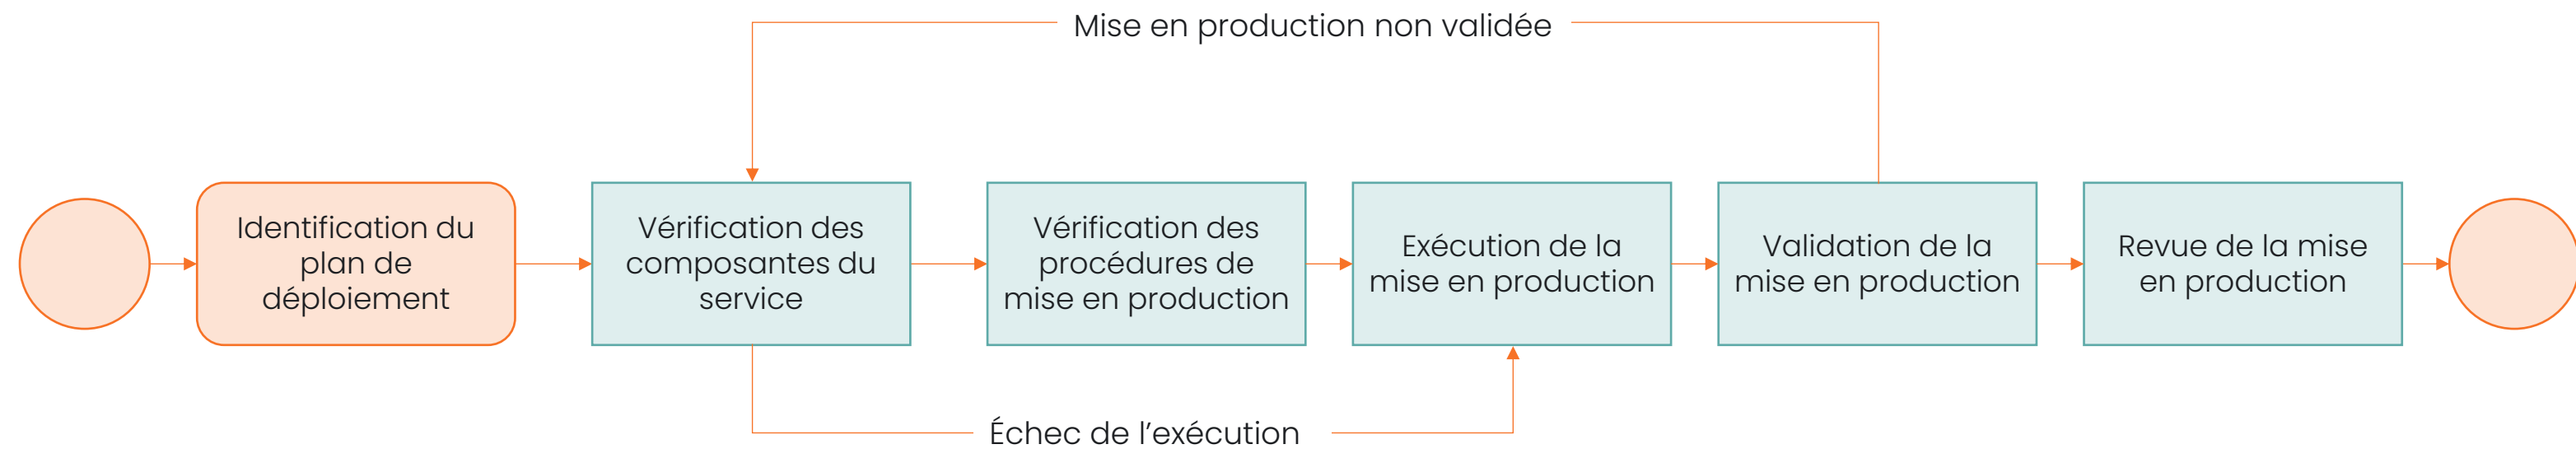 Mise en production non validée
Identification du
plan de
déploiement
Vérification des
composantes du
service
Vérification des
procédures de
mise en production
Exécution de la
mise en production
Validation de la
mise en production
Revue de la mise
en production
Échec de l’exécution